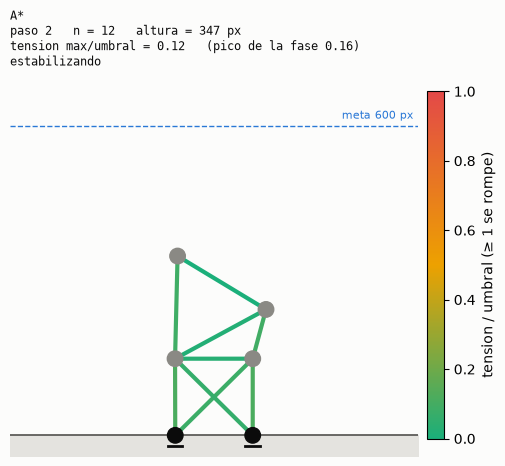 A*
paso 2   n = 12   altura = 347 px
tension max/umbral = 0.12   (pico de la fase 0.16)
estabilizando
meta 600 px
1.0
0.8
0.6
0.4
0.2
0.0
tension / umbral (≥ 1 se rompe)